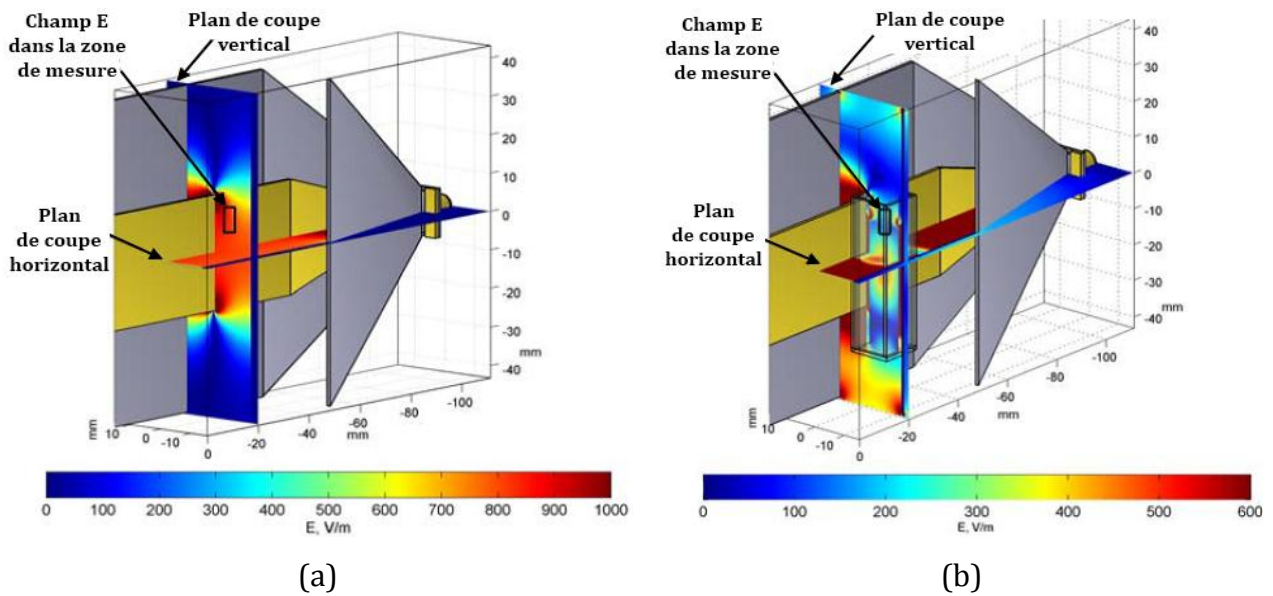 Champ E
dans la zone
de mesure
Plan de coupe
vertical
Plan
de coupe
horizontal
40
30
20
10
0
-10
-20
-30
-40
mm
mm
10
0
-10
0
-20
-40
-60
-80
-100
mm
0 100 200 300 400 500 600 700 800 900 1000
E, V/m
(a)
Champ E
dans la zone
de mesure
Plan de coupe
vertical
Plan
de coupe
horizontal
40
30
20
10
0
-10
-20
-30
-40
mm
mm
10
0
-10
0
-20
-40
-60
-80
-100
mm
0 100 200 300 400 500 600
E, V/m
(b)